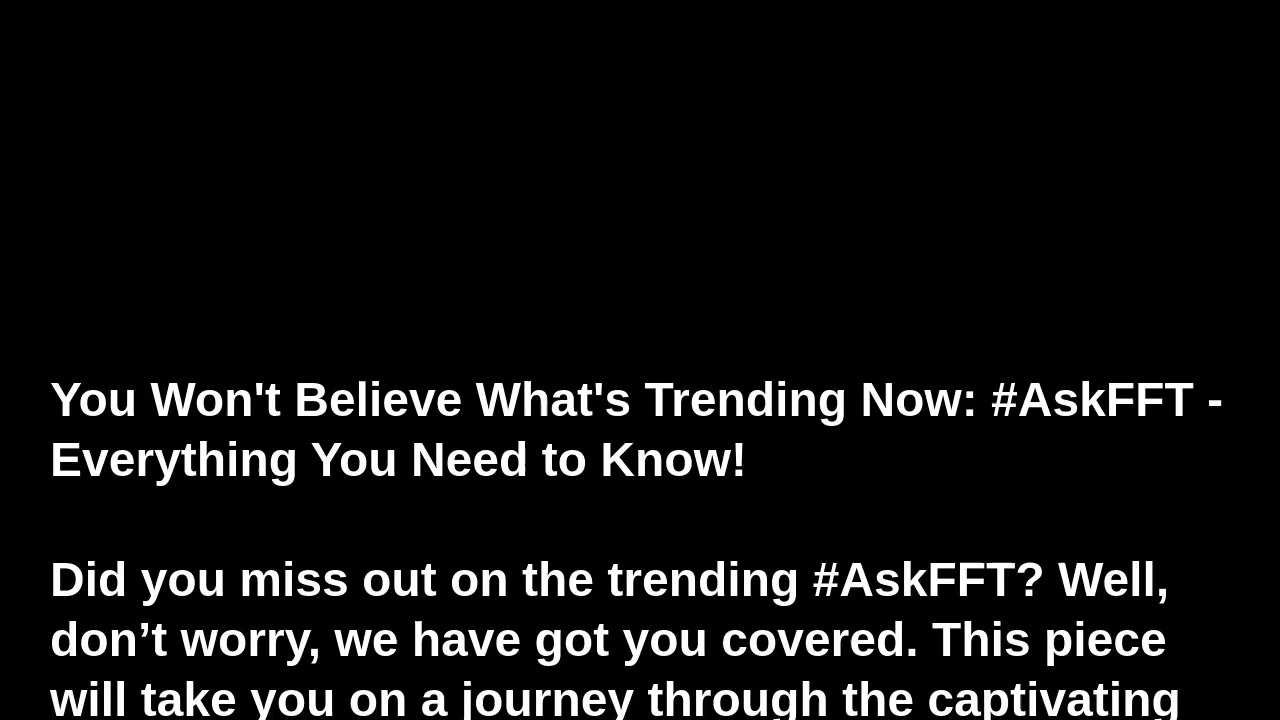 You Won't Believe What's Trending Now: #AskFFT -
Everything You Need to Know!
Did you miss out on the trending #AskFFT? Well,
don’t worry, we have got you covered. This piece
will take you on a journey through the captivating